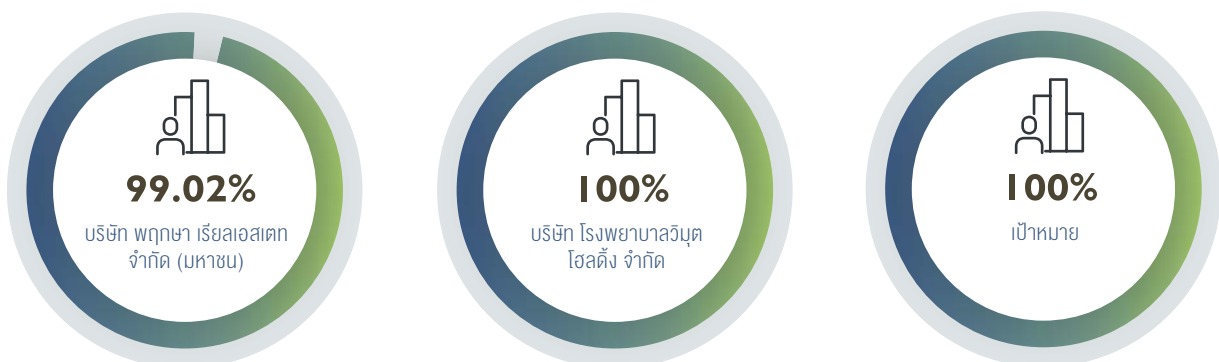 99.02%
บริษัท พฤกษา เรียลเอสเตท
จำกัด (มหาชน)
100%
บริษัท โรงพยาบาลวิมุต
โฮลดิ้ง จำกัด
100%
เป้าหมาย